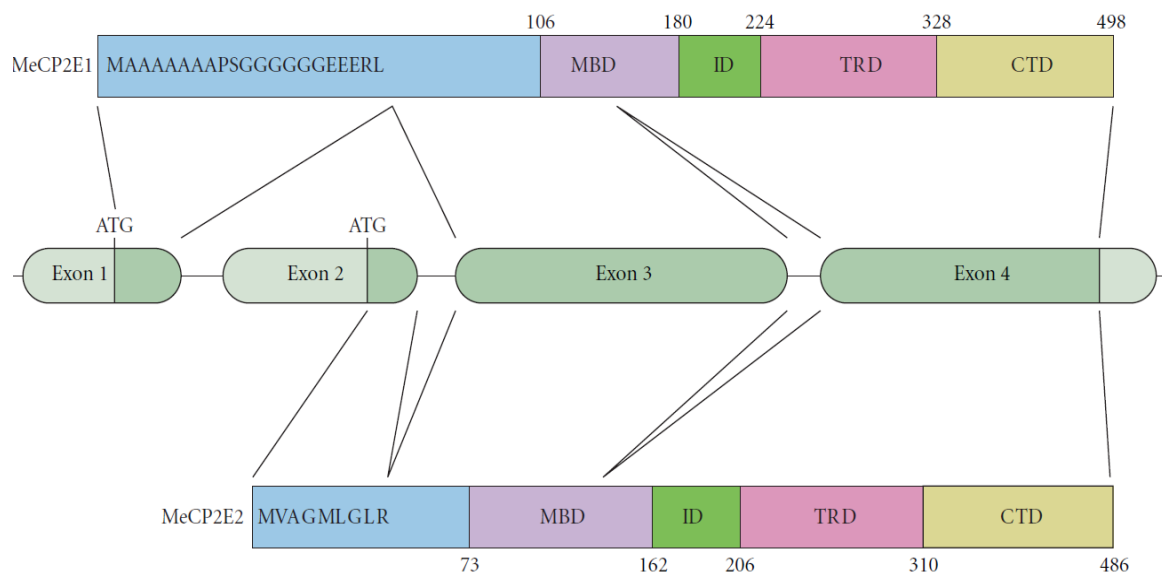 106 180 224 328 498
MeCP2E1 MAAAAAAAPSGGGGGGEEERL MBD ID TRD CTD
ATG ATG
Exon 1 Exon 2 Exon 3 Exon 4
MeCP2E2 MVAGMLGLR MBD ID TRD CTD
73 162 206 310 486